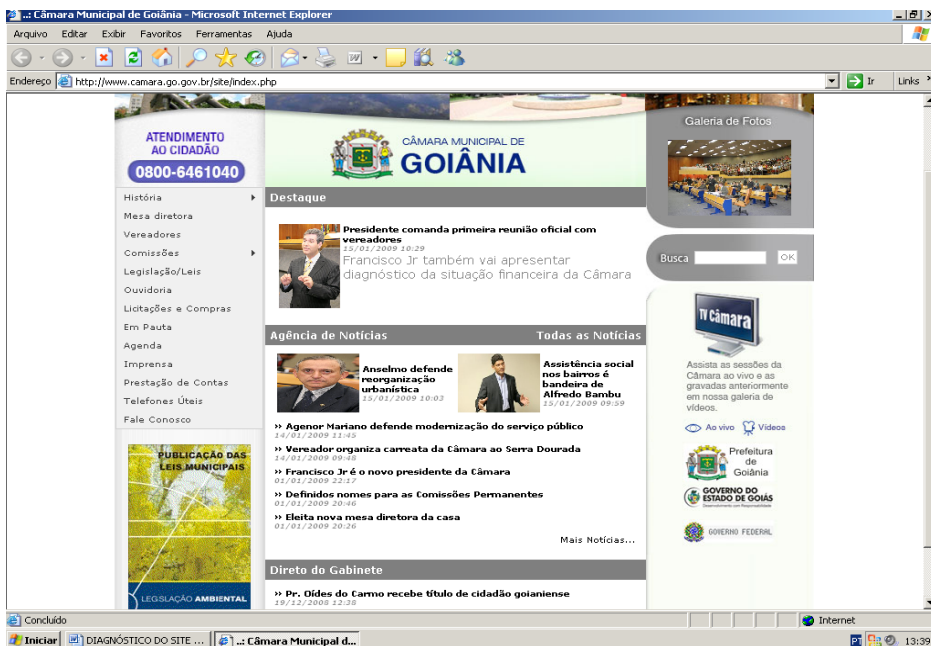 ..: Câmara Municipal de Goiânia - Microsoft Internet Explorer
Arquivo Editar Exibir Favoritos Ferramentas Ajuda
Endereço http://www.camara.go.gov.br/site/index.php Ir Links
ATENDIMENTO
AO CIDADÃO
0800-6461040
História
Mesa diretora
Vereadores
Comissões
Legislação/Leis
Ouvidoria
Licitações e Compras
Em Pauta
Agenda
Imprensa
Prestação de Contas
Telefones Úteis
Fale Conosco
PUBLICAÇÃO DAS
LEIS MUNICIPAIS
LEGISLAÇÃO AMBIENTAL
CÂMARA MUNICIPAL DE
GOIÂNIA
Destaque
Presidente comanda primeira reunião oficial com
vereadores
15/01/2009 10:29
Francisco Jr também vai apresentar
diagnóstico da situação financeira da Câmara
Agência de Notícias Todas as Notícias
Anselmo defende
reorganização
urbanística
15/01/2009 10:03
Assistência social
nos bairros é
bandeira de
Alfredo Bambu
15/01/2009 09:59
›› Agenor Mariano defende modernização do serviço público
14/01/2009 11:45
›› Vereador organiza carreata da Câmara ao Serra Dourada
14/01/2009 09:48
›› Francisco Jr é o novo presidente da Câmara
01/01/2009 22:17
›› Definidos nomes para as Comissões Permanentes
01/01/2009 20:46
›› Eleita nova mesa diretora da casa
01/01/2009 20:26
Mais Notícias...
Direto do Gabinete
›› Pr. Oídes do Carmo recebe título de cidadão goianiense
19/12/2008 12:38
Galeria de Fotos
Busca OK
TV Câmara
Assista as sessões da
Câmara ao vivo e as
gravadas anteriormente
em nossa galeria de
vídeos.
Ao vivo Vídeos
Prefeitura
de
Goiânia
GOVERNO DO
ESTADO DE GOIÁS
Desenvolvimento com Responsabilidade
GOVERNO FEDERAL
Concluído Internet
Iniciar DIAGNÓSTICO DO SITE ... ..: Câmara Municipal d... PT 13:39